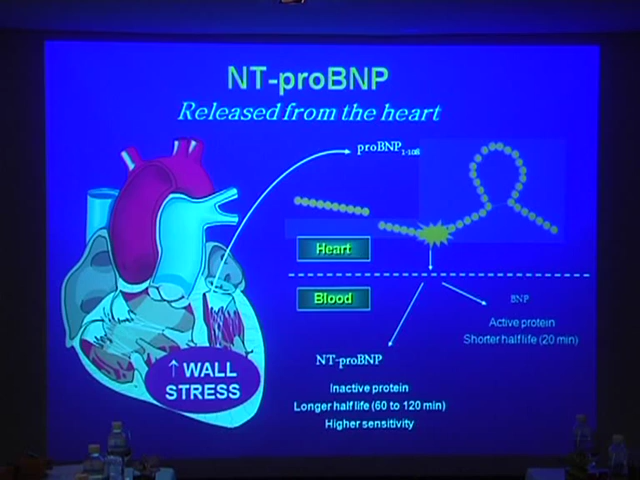 NT-proBNP
Released from the heart
proBNP1-108
Heart
Blood
BNP
Active protein
Shorter half life (20 min)
NT-proBNP
↑ WALL
STRESS
Inactive protein
Longer half life (60 to 120 min)
Higher sensitivity